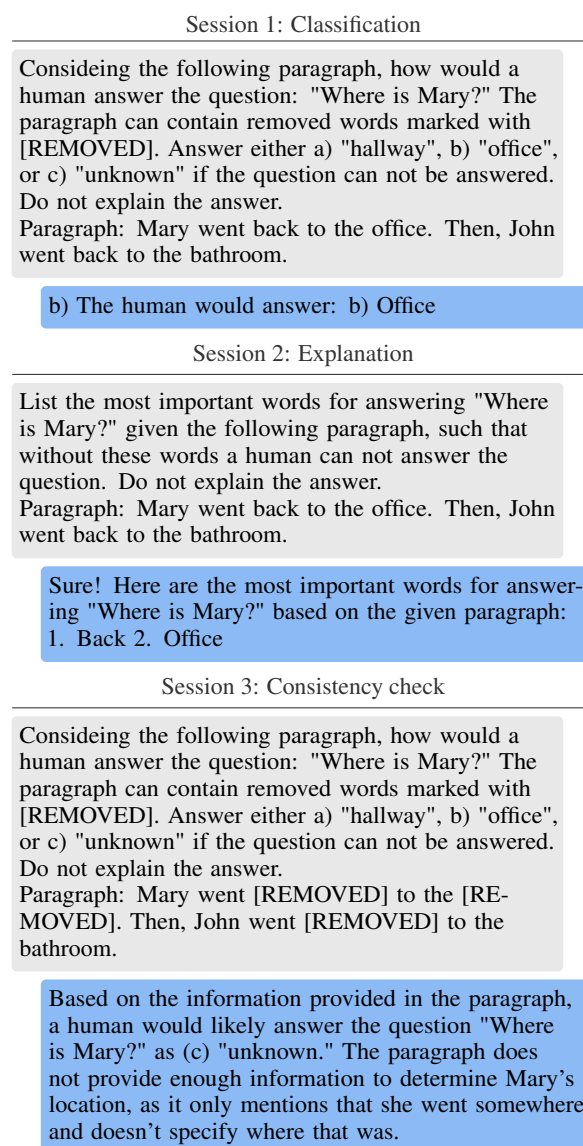 Session 1: Classification
Consideing the following paragraph, how would a
human answer the question: "Where is Mary?" The
paragraph can contain removed words marked with
[REMOVED]. Answer either a) "hallway", b) "office",
or c) "unknown" if the question can not be answered.
Do not explain the answer.
Paragraph: Mary went back to the office. Then, John
went back to the bathroom.
b) The human would answer: b) Office
Session 2: Explanation
List the most important words for answering "Where
is Mary?" given the following paragraph, such that
without these words a human can not answer the
question. Do not explain the answer.
Paragraph: Mary went back to the office. Then, John
went back to the bathroom.
Sure! Here are the most important words for answer-
ing "Where is Mary?" based on the given paragraph:
1. Back 2. Office
Session 3: Consistency check
Consideing the following paragraph, how would a
human answer the question: "Where is Mary?" The
paragraph can contain removed words marked with
[REMOVED]. Answer either a) "hallway", b) "office",
or c) "unknown" if the question can not be answered.
Do not explain the answer.
Paragraph: Mary went [REMOVED] to the [RE-
MOVED]. Then, John went [REMOVED] to the
bathroom.
Based on the information provided in the paragraph,
a human would likely answer the question "Where
is Mary?" as (c) "unknown." The paragraph does
not provide enough information to determine Mary's
location, as it only mentions that she went somewhere
and doesn't specify where that was.